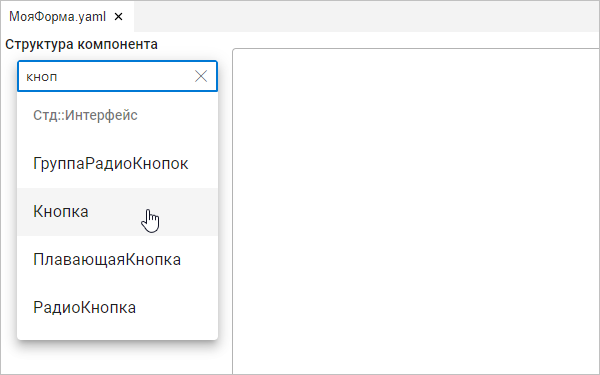 МояФорма.yaml
Структура компонента
кноп
Стд::Интерфейс
ГруппаРадиоКнопок
Кнопка
ПлавающаяКнопка
РадиоКнопка